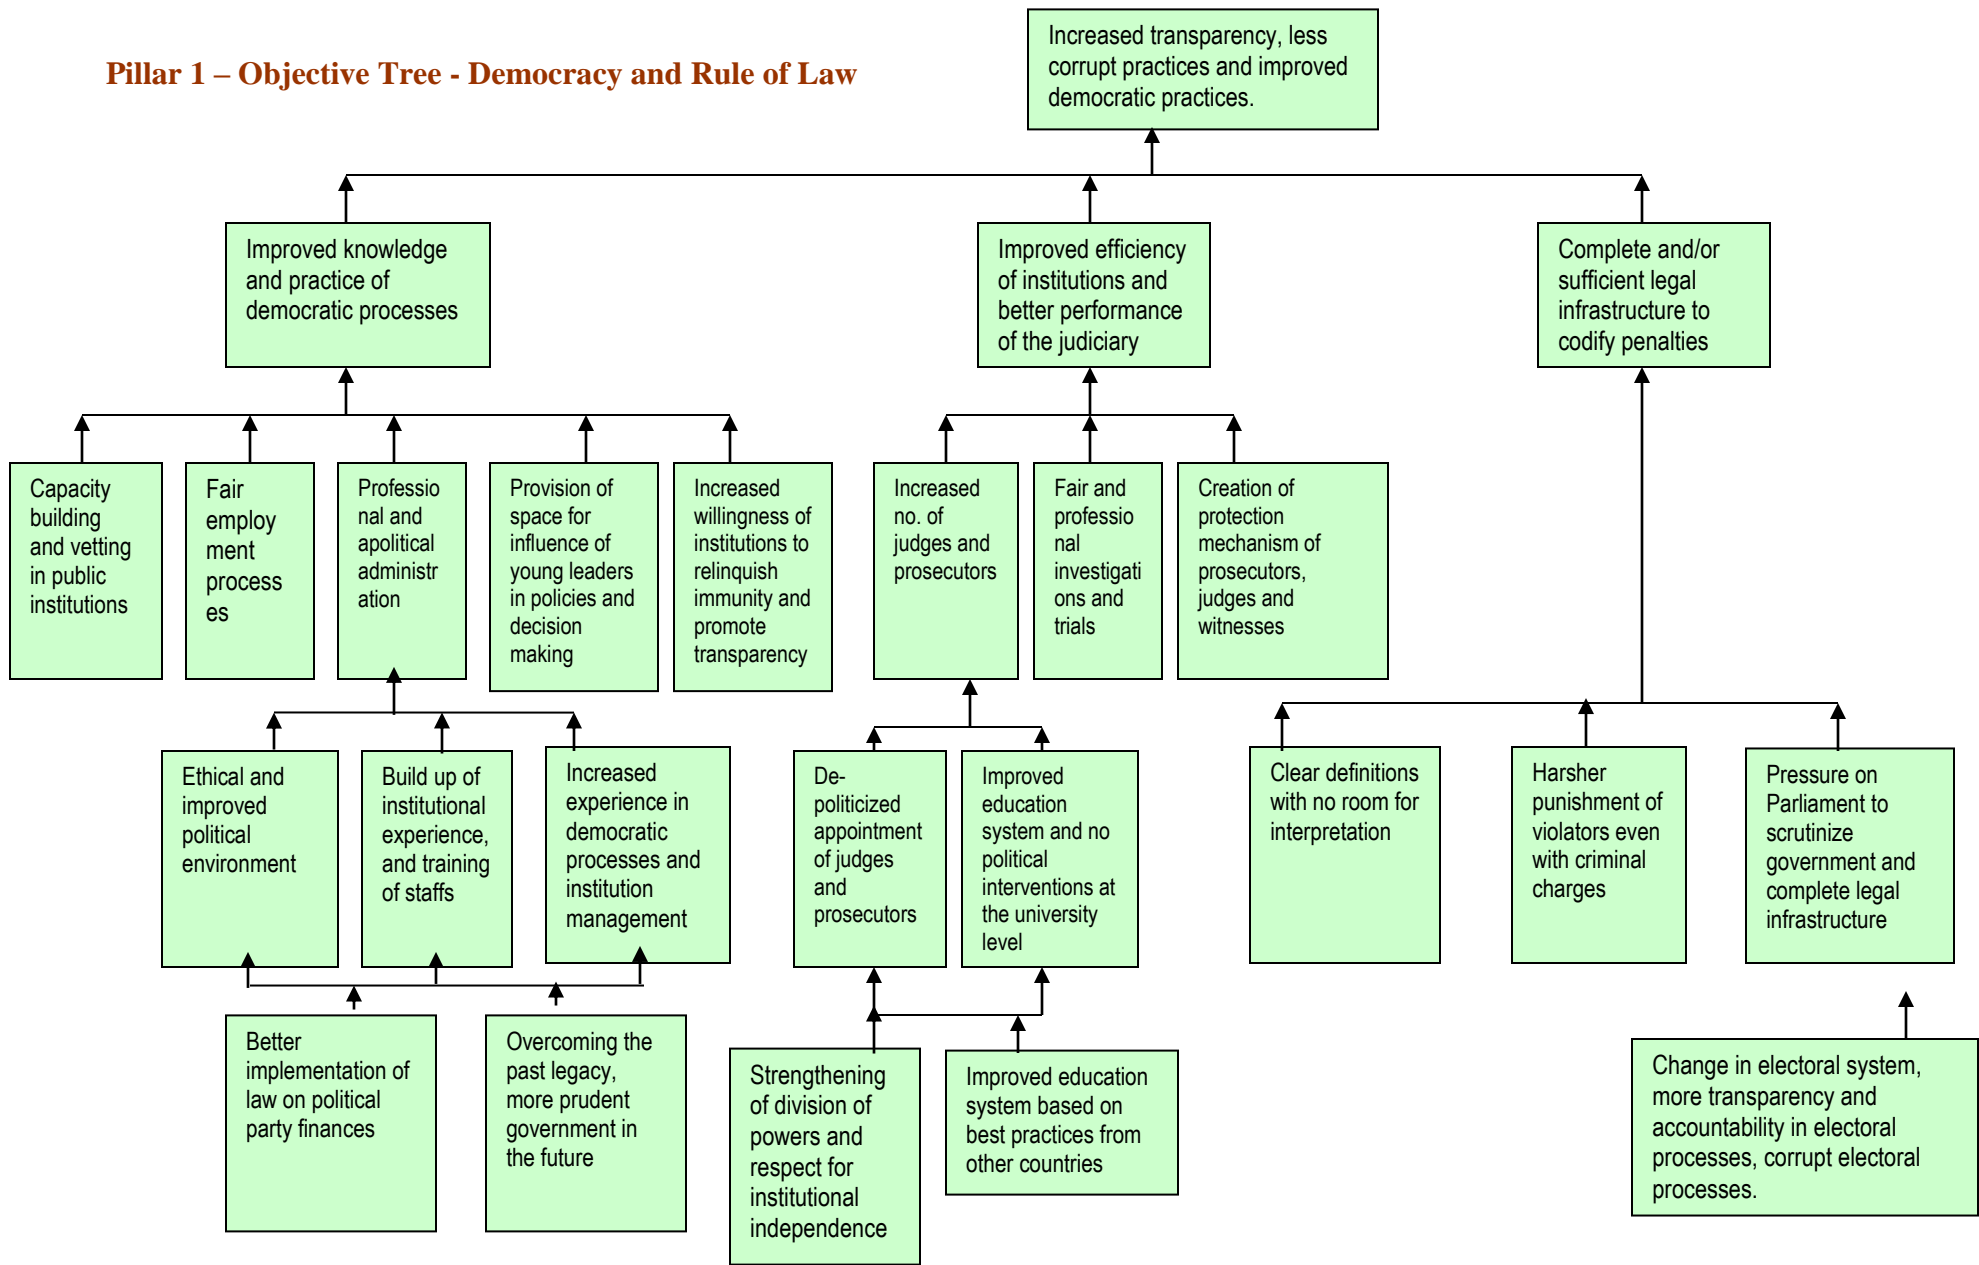 Pillar 1 – Objective Tree - Democracy and Rule of Law
Increased transparency, less
corrupt practices and improved
democratic practices.
Improved knowledge
and practice of
democratic processes
Improved efficiency
of institutions and
better performance
of the judiciary
Complete and/or
sufficient legal
infrastructure to
codify penalties
Capacity
building
and vetting
in public
institutions
Fair
employ
ment
process
es
Professio
nal and
apolitical
administr
ation
Provision of
space for
influence of
young leaders
in policies and
decision
making
Increased
willingness of
institutions to
relinquish
immunity and
promote
transparency
Increased
no. of
judges and
prosecutors
Fair and
professio
nal
investigati
ons and
trials
Creation of
protection
mechanism of
prosecutors,
judges and
witnesses
Ethical and
improved
political
environment
Build up of
institutional
experience,
and training
of staffs
Increased
experience in
democratic
processes and
institution
management
De-
politicized
appointment
of judges
and
prosecutors
Improved
education
system and no
political
interventions at
the university
level
Clear definitions
with no room for
interpretation
Harsher
punishment of
violators even
with criminal
charges
Pressure on
Parliament to
scrutinize
government and
complete legal
infrastructure
Better
implementation of
law on political
party finances
Overcoming the
past legacy,
more prudent
government in
the future
Strengthening
of division of
powers and
respect for
institutional
independence
Improved education
system based on
best practices from
other countries
Change in electoral system,
more transparency and
accountability in electoral
processes, corrupt electoral
processes.